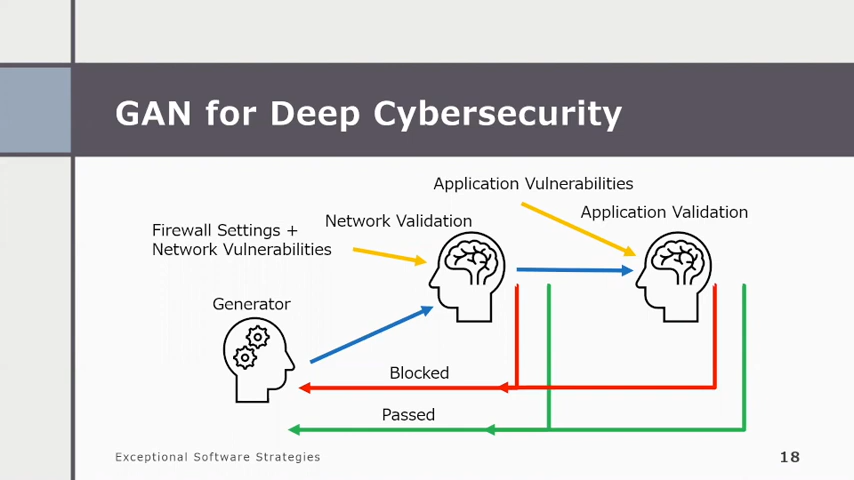 GAN for Deep Cybersecurity
Application Vulnerabilities
Application Validation
Network Validation
Firewall Settings +
Network Vulnerabilities
Generator
Blocked
Passed
Exceptional Software Strategies
18